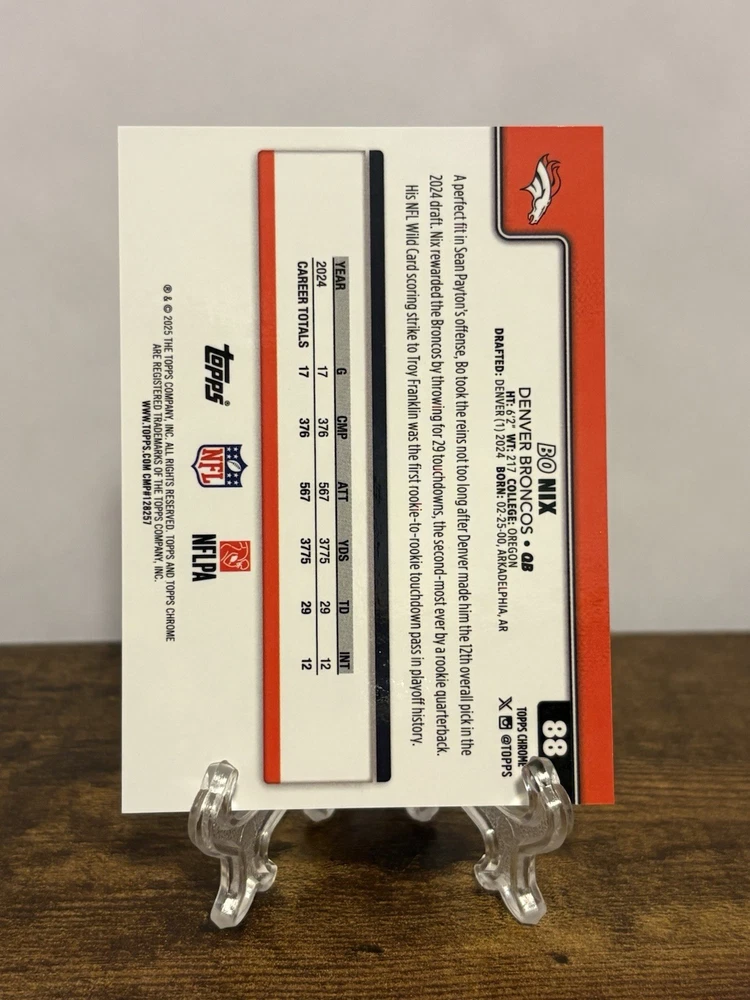 88
TOPPS CHROME
@TOPPS
BO NIX
DENVER BRONCOS • QB
HT: 6'2" WT: 217 COLLEGE: OREGON
DRAFTED: DENVER (1) 2024 BORN: 02-25-00, ARKADELPHIA, AR
A perfect fit in Sean Payton's offense, Bo took the reins not too long after Denver made him the 12th overall pick in the
2024 draft. Nix rewarded the Broncos by throwing for 29 touchdowns, the second-most ever by a rookie quarterback.
His NFL Wild Card scoring strike to Troy Franklin was the first rookie-to-rookie touchdown pass in playoff history.
YEAR G CMP ATT YDS TD INT
2024 17 376 567 3775 29 12
CAREER TOTALS 17 376 567 3775 29 12
topps®
NFL
NFLPA
® & © 2025 THE TOPPS COMPANY, INC. ALL RIGHTS RESERVED. TOPPS AND TOPPS CHROME
ARE REGISTERED TRADEMARKS OF THE TOPPS COMPANY, INC.
WWW.TOPPS.COM CMP#128257